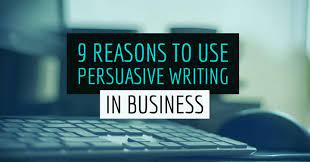 9 REASONS TO USE
PERSUASIVE WRITING
IN BUSINESS